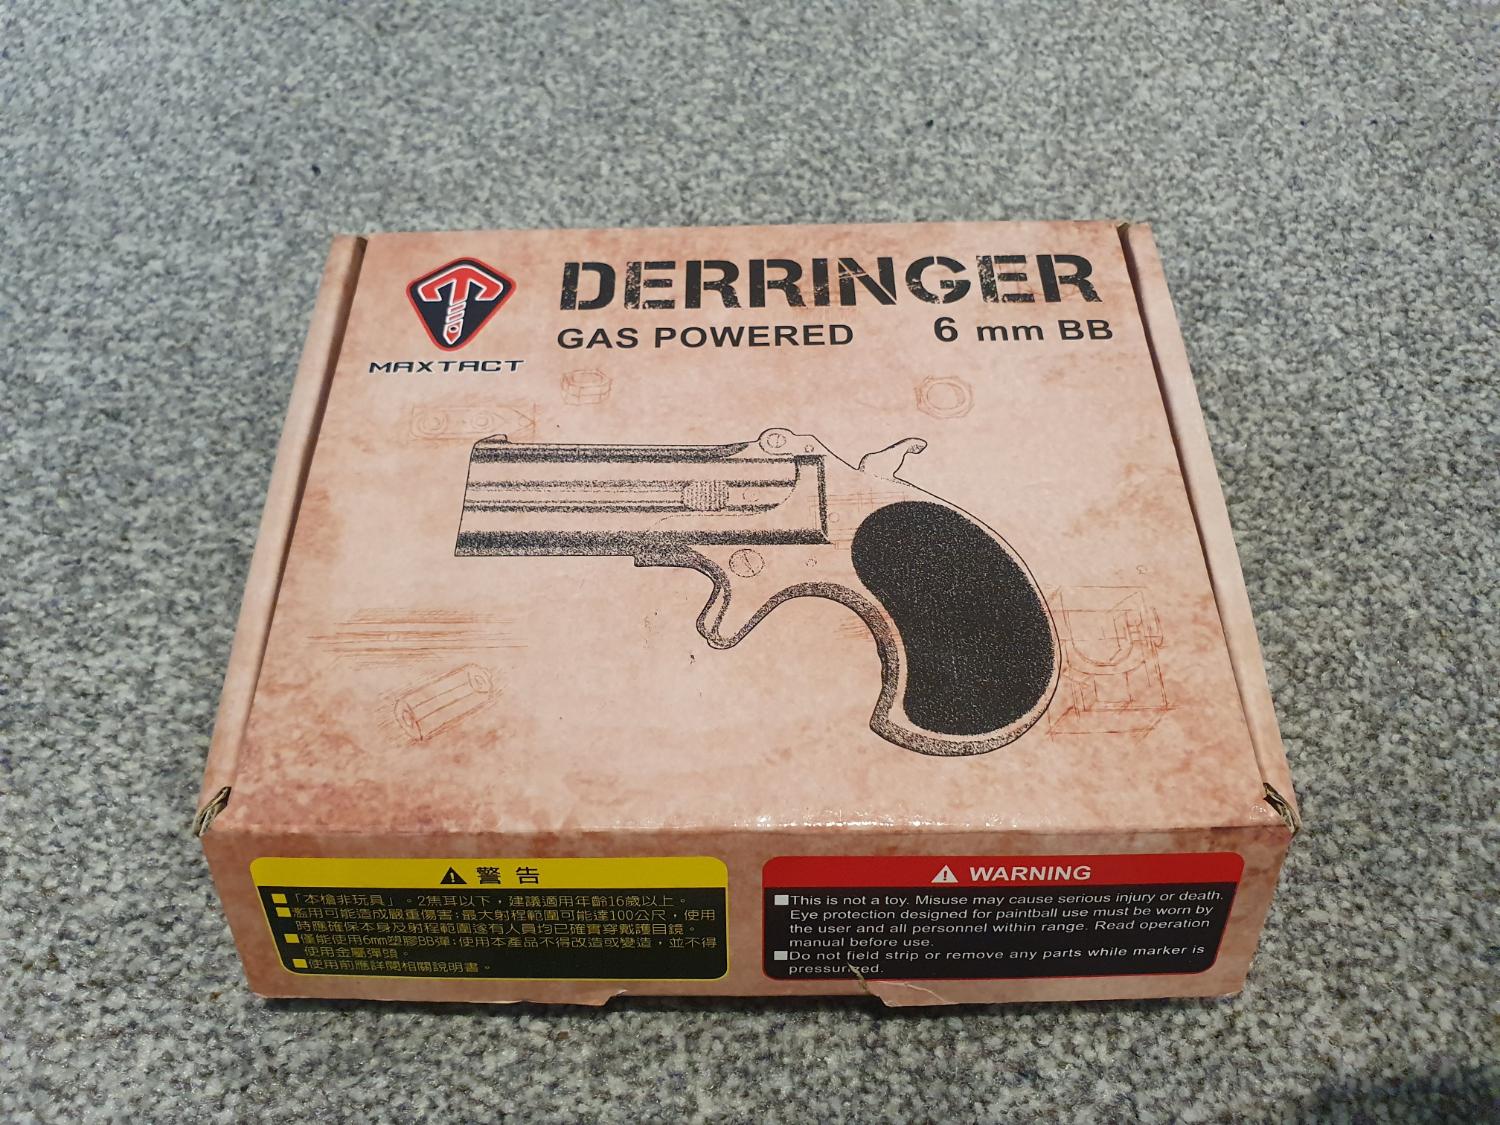 MAXTACT
DERRINGER
GAS POWERED 6 mm BB
警告
「本槍非玩具」。2焦耳以下，建議適用年齡16歲以上。
濫用可能造成嚴重傷害；最大射程範圍可能達100公尺，使用
時應確保本身及射程範圍遂有人員均已確實穿戴護目鏡。
僅能使用6mm塑膠BB彈；使用本產品不得改造或變造，並不得
使用金屬彈頭。
使用前應詳閱相關說明書。
WARNING
This is not a toy. Misuse may cause serious injury or death.
Eye protection designed for paintball use must be worn by
the user and all personnel within range. Read operation
manual before use.
Do not field strip or remove any parts while marker is
pressurized.